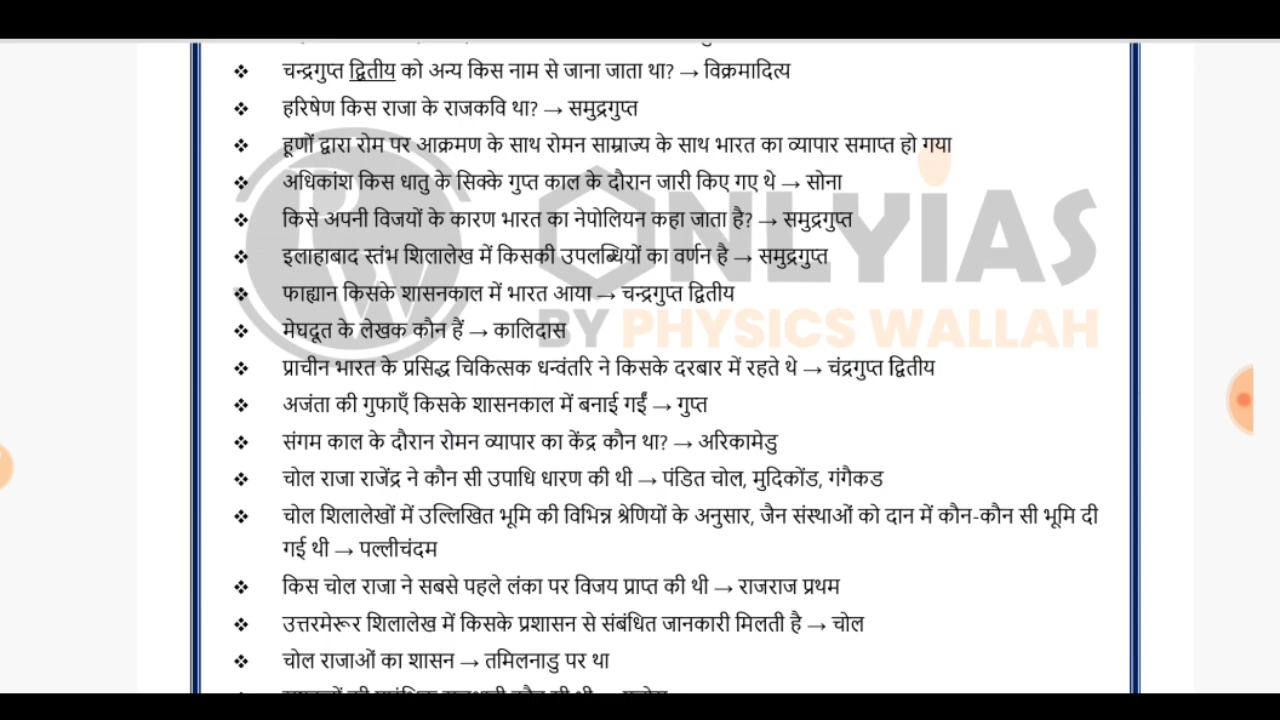 ❖ चन्द्रगुप्त द्वितीय को अन्य किस नाम से जाना जाता था? → विक्रमादित्य
❖ हरिषेण किस राजा के राजकवि था? → समुद्रगुप्त
❖ हूणों द्वारा रोम पर आक्रमण के साथ रोमन साम्राज्य के साथ भारत का व्यापार समाप्त हो गया
❖ अधिकांश किस धातु के सिक्के गुप्त काल के दौरान जारी किए गए थे → सोना
❖ किसे अपनी विजयों के कारण भारत का नेपोलियन कहा जाता है? → समुद्रगुप्त
❖ इलाहाबाद स्तंभ शिलालेख में किसकी उपलब्धियों का वर्णन है → समुद्रगुप्त
❖ फाह्यान किसके शासनकाल में भारत आया → चन्द्रगुप्त द्वितीय
❖ मेघदूत के लेखक कौन हैं → कालिदास
❖ प्राचीन भारत के प्रसिद्ध चिकित्सक धन्वंतरि ने किसके दरबार में रहते थे → चंद्रगुप्त द्वितीय
❖ अजंता की गुफाएँ किसके शासनकाल में बनाई गईं → गुप्त
❖ संगम काल के दौरान रोमन व्यापार का केंद्र कौन था? → अरिकामेडु
❖ चोल राजा राजेंद्र ने कौन सी उपाधि धारण की थी → पंडित चोल, मुदिकोंड, गंगैकड
❖ चोल शिलालेखों में उल्लिखित भूमि की विभिन्न श्रेणियों के अनुसार, जैन संस्थाओं को दान में कौन-कौन सी भूमि दी
गई थी → पल्लीचंदम
❖ किस चोल राजा ने सबसे पहले लंका पर विजय प्राप्त की थी → राजराज प्रथम
❖ उत्तरमेरूर शिलालेख में किसके प्रशासन से संबंधित जानकारी मिलती है → चोल
❖ चोल राजाओं का शासन → तमिलनाडु पर था
PW ONLYIAS
BY PHYSICS WALLAH